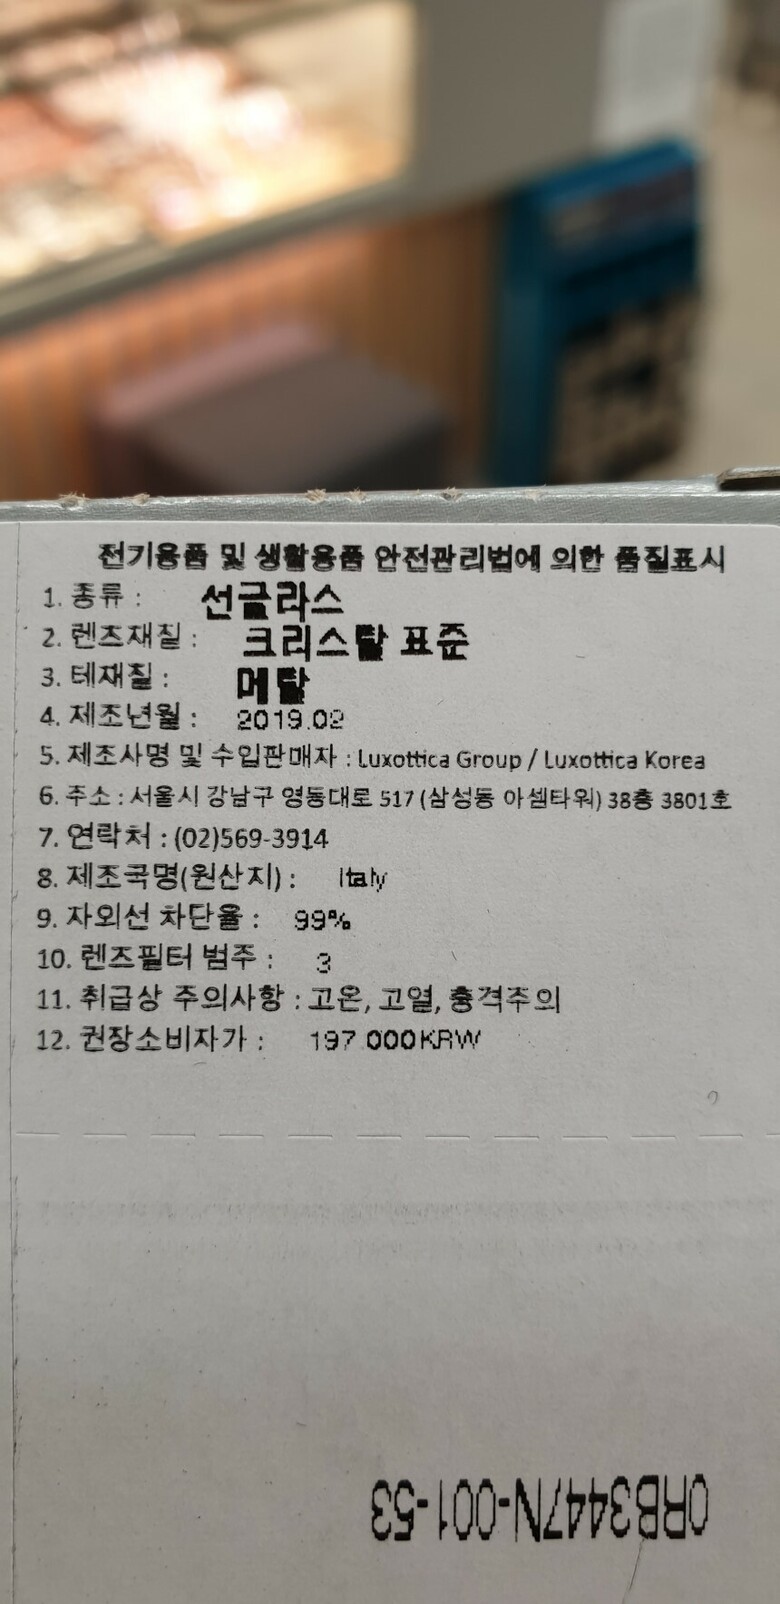 전기용품 및 생활용품 안전관리법에 의한 품질표시
1. 종류 : 선글라스
2. 렌즈재질 : 크리스탈 표준
3. 테재질 : 메탈
4. 제조년월 : 2019.02
5. 제조사명 및 수입판매자 : Luxottica Group / Luxottica Korea
6. 주소 : 서울시 강남구 영동대로 517 (삼성동 아셈타워) 38층 3801호
7. 연락처 : (02)569-3914
8. 제조국명(원산지) : Italy
9. 자외선 차단율 : 99%
10. 렌즈필터 범주 : 3
11. 취급상 주의사항 : 고온, 고열, 충격주의
12. 권장소비자가 : 197.000KRW
0RB3447N-001-53